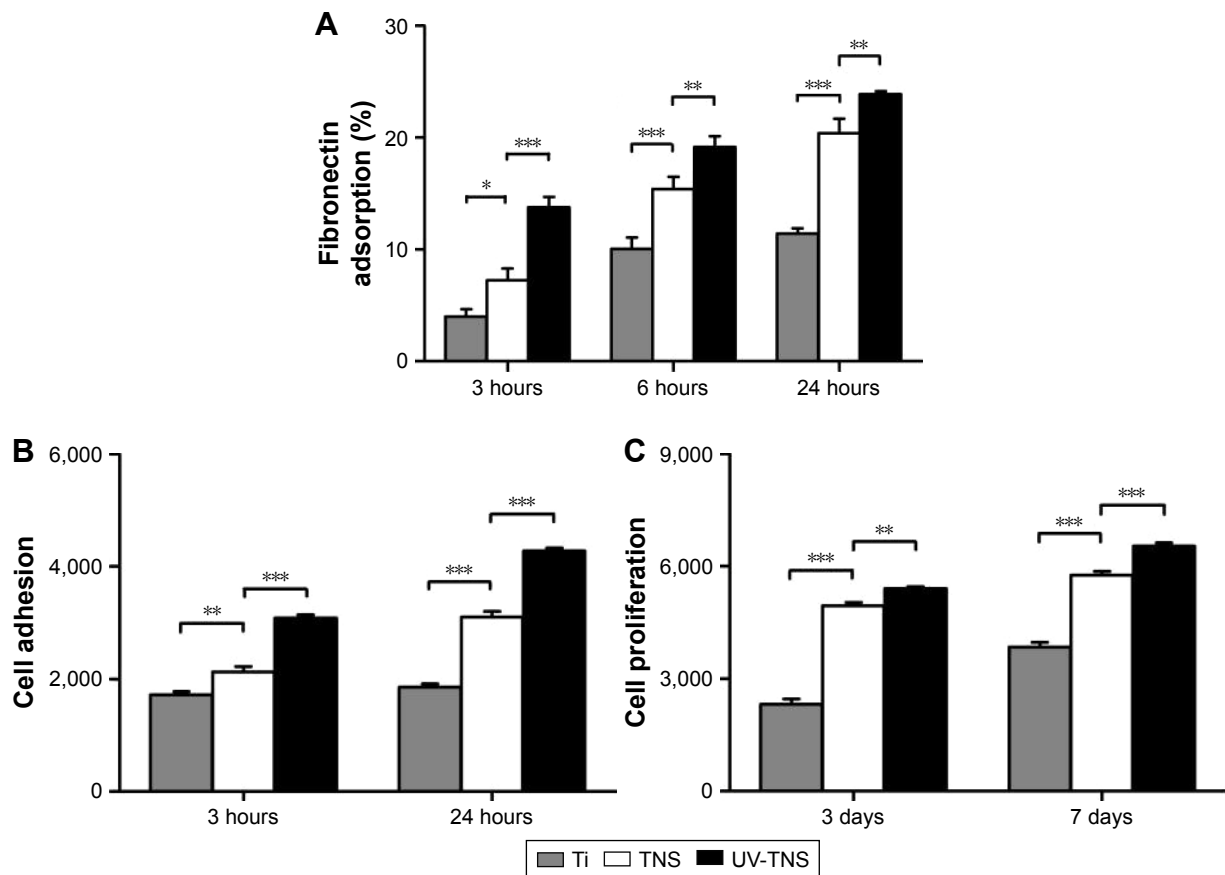 A
Fibronectin
adsorption (%)
30
20
10
0
*
***
***
**
***
**
3 hours
6 hours
24 hours
B
Cell adhesion
6,000
4,000
2,000
0
**
***
***
***
3 hours
24 hours
C
Cell proliferation
9,000
6,000
3,000
0
***
**
***
***
3 days
7 days
Ti TNS UV-TNS